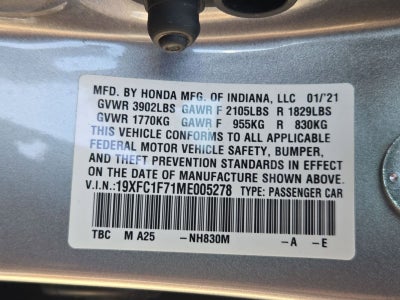 MFD. BY HONDA MFG. OF INDIANA, LLC 01/'21
GVWR 3902LBS GAWR F 2105LBS R 1829LBS
GVWR 1770KG GAWR F 955KG R 830KG
THIS VEHICLE CONFORMS TO ALL APPLICABLE
FEDERAL MOTOR VEHICLE SAFETY, BUMPER,
AND THEFT PREVENTION STANDARDS IN EFFECT
ON THE DATE OF MANUFACTURE SHOWN ABOVE.
V.I.N.:19XFC1F71ME005278 TYPE: PASSENGER CAR
TBC M A25 -NH830M -A -E